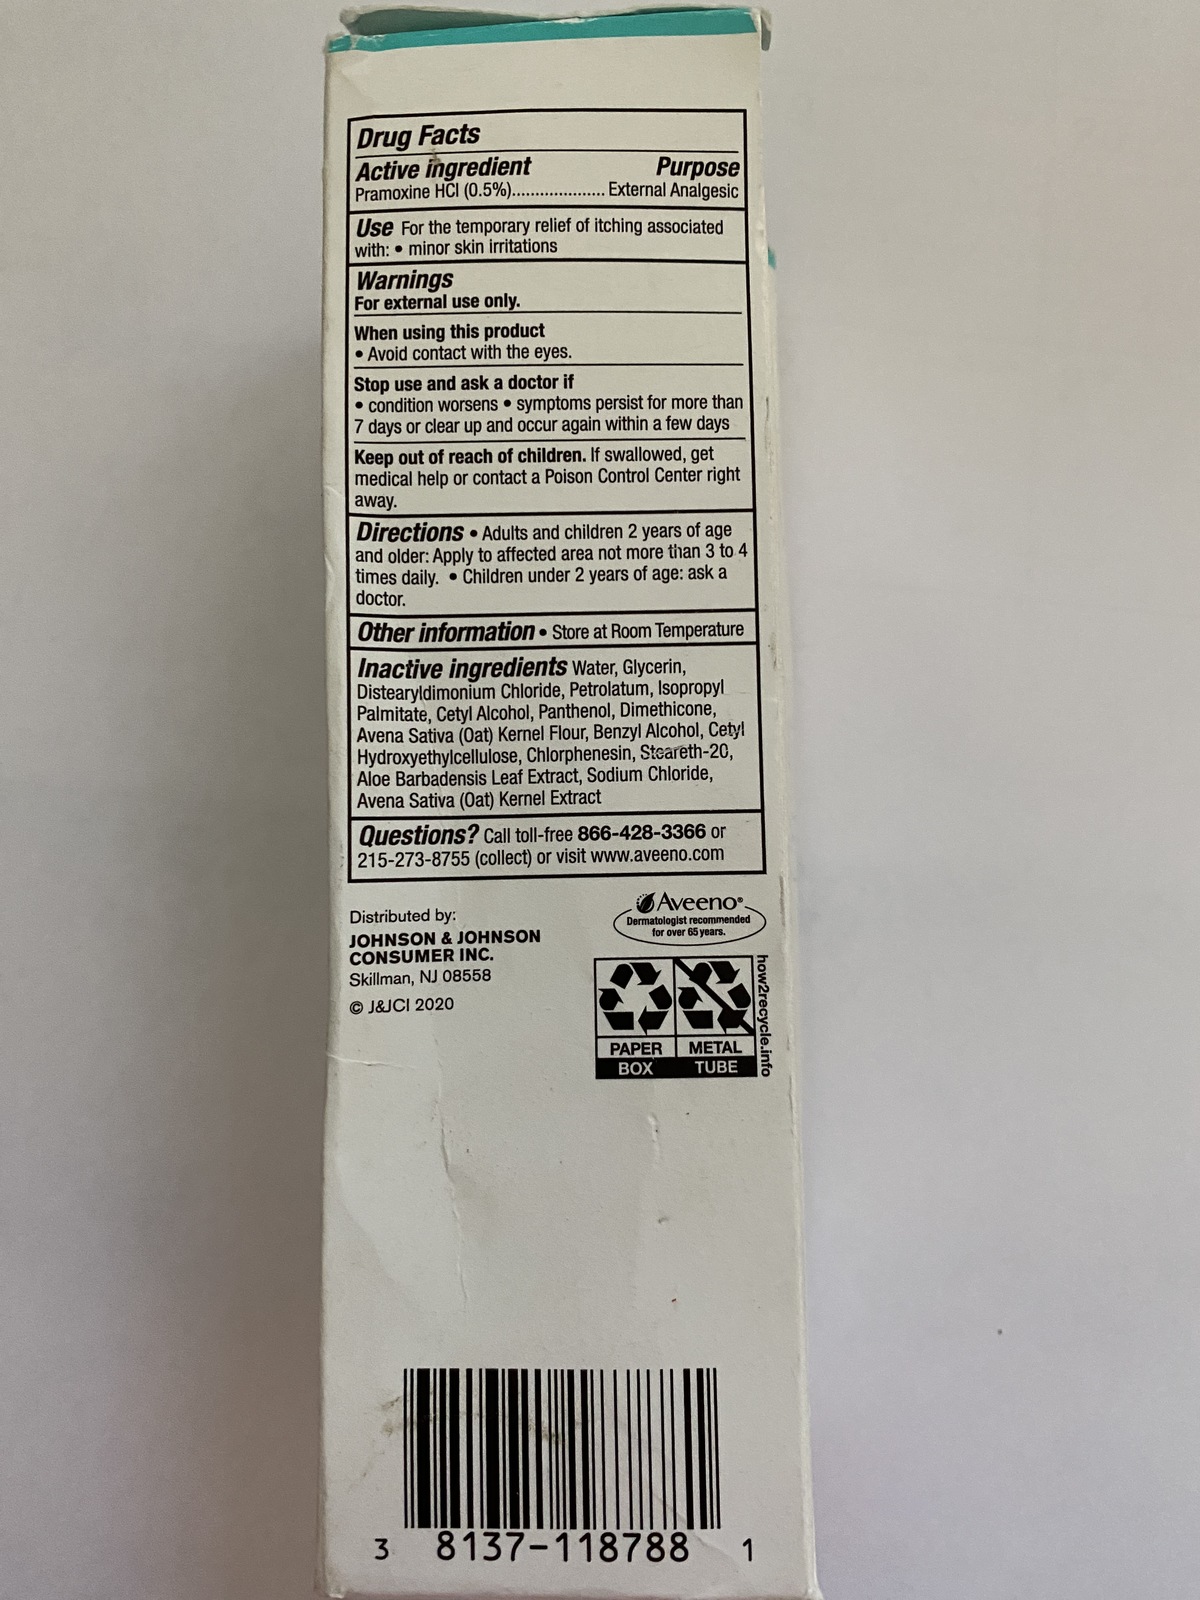 Drug Facts
Active ingredient Purpose
Pramoxine HCl (0.5%).................... External Analgesic
Use For the temporary relief of itching associated
with: • minor skin irritations
Warnings
For external use only.
When using this product
• Avoid contact with the eyes.
Stop use and ask a doctor if
• condition worsens • symptoms persist for more than
7 days or clear up and occur again within a few days
Keep out of reach of children. If swallowed, get
medical help or contact a Poison Control Center right
away.
Directions • Adults and children 2 years of age
and older: Apply to affected area not more than 3 to 4
times daily. • Children under 2 years of age: ask a
doctor.
Other information • Store at Room Temperature
Inactive ingredients Water, Glycerin,
Distearyldimonium Chloride, Petrolatum, Isopropyl
Palmitate, Cetyl Alcohol, Panthenol, Dimethicone,
Avena Sativa (Oat) Kernel Flour, Benzyl Alcohol, Cetyl
Hydroxyethylcellulose, Chlorphenesin, Steareth-20,
Aloe Barbadensis Leaf Extract, Sodium Chloride,
Avena Sativa (Oat) Kernel Extract
Questions? Call toll-free 866-428-3366 or
215-273-8755 (collect) or visit www.aveeno.com
Distributed by:
JOHNSON & JOHNSON
CONSUMER INC.
Skillman, NJ 08558
© J&JCI 2020
Aveeno®
Dermatologist recommended
for over 65 years.
PAPER METAL
BOX TUBE
how2recycle.info
3 8137-118788 1